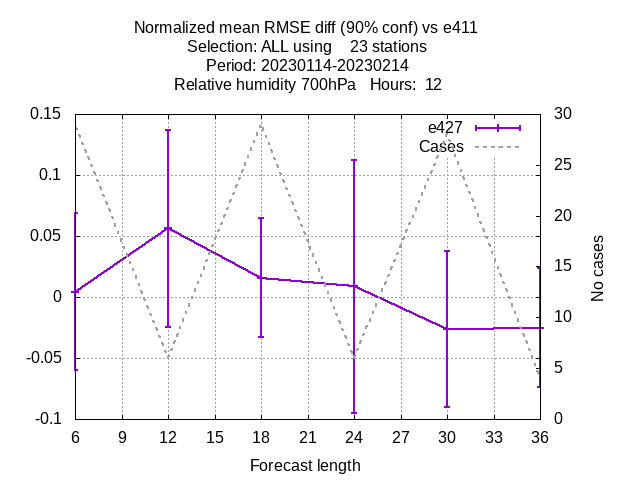 Normalized mean RMSE diff (90% conf) vs e411
Selection: ALL using    23 stations
Period: 20230114-20230214
Relative humidity 700hPa   Hours:  12
0.15
0.1
0.05
0
-0.05
-0.1
30
25
20
15
10
5
0
e427
Cases
No cases
6 9 12 15 18 21 24 27 30 33 36
Forecast length